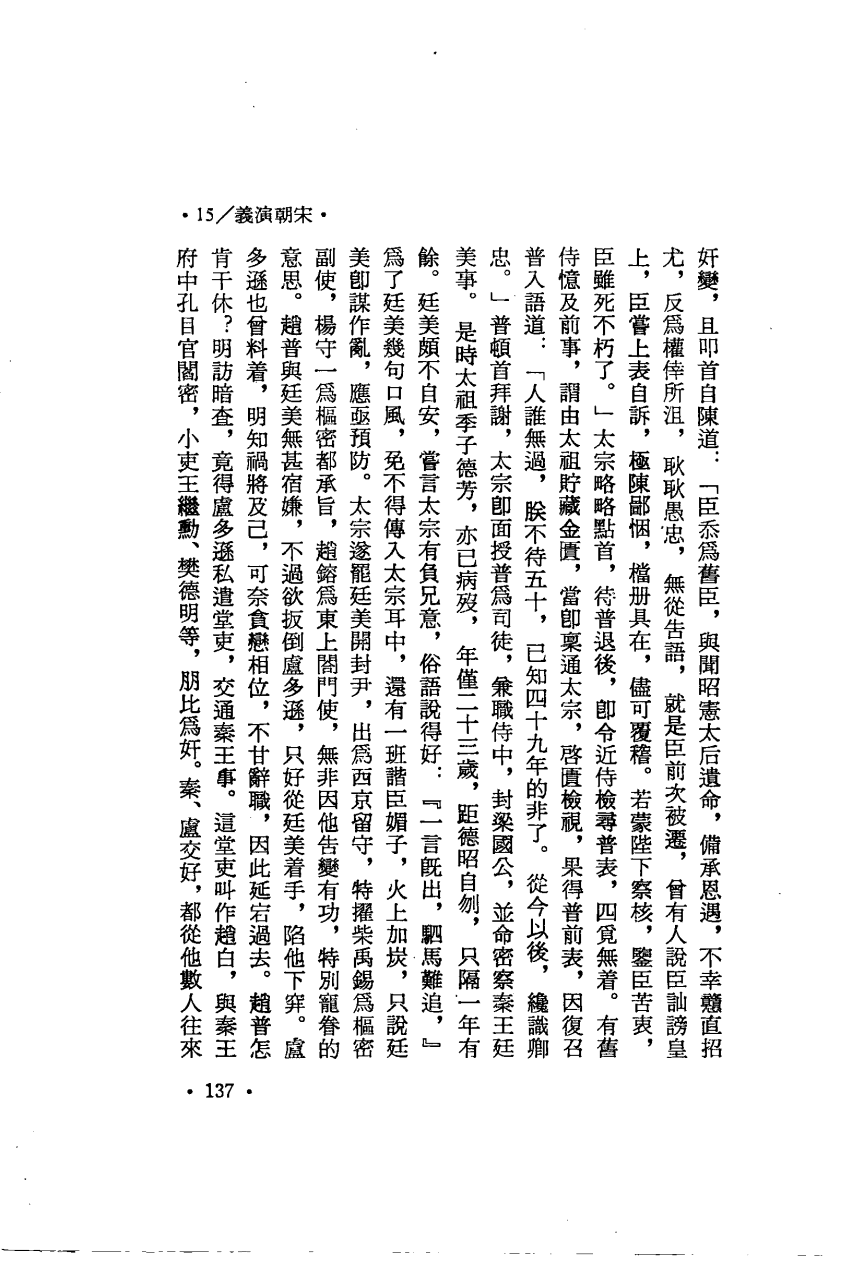 •15／義演朝宋•
奸變，且叩首自陳道：「臣忝爲舊臣，與聞昭憲太后遺命，備承恩遇，不幸戇直招
尤，反爲權倖所沮，耿耿愚忠，無從告語，就是臣前次被遷，曾有人說臣訕謗皇
上，臣嘗上表自訴，極陳鄙悃，檔册具在，儘可覆稽。若蒙陛下察核，鑒臣苦衷，
臣雖死不朽了。」太宗略略點首，待普退後，卽令近侍檢尋普表，四覓無着。有舊
侍憶及前事，謂由太祖貯藏金匱，當卽稟通太宗，啓匱檢視，果得普前表，因復召
普入語道：「人誰無過，朕不待五十，已知四十九年的非了。從今以後，纔識卿
忠。」普頓首拜謝，太宗卽面授普爲司徒，兼職侍中，封梁國公，並命密察秦王廷
美事。是時太祖季子德芳，亦已病歿，年僅二十三歲，距德昭自刎，只隔一年有
餘。廷美頗不自安，嘗言太宗有負兄意，俗語說得好：『一言旣出，駟馬難追，』
爲了廷美幾句口風，免不得傳入太宗耳中，還有一班諧臣媚子，火上加炭，只說廷
美卽謀作亂，應亟預防。太宗遂罷廷美開封尹，出爲西京留守，特擢柴禹錫爲樞密
副使，楊守一爲樞密都承旨，趙鎔爲東上閤門使，無非因他告變有功，特別寵眷的
意思。趙普與廷美無甚宿嫌，不過欲扳倒盧多遜，只好從廷美着手，陷他下穽。盧
多遜也曾料着，明知禍將及己，可奈貪戀相位，不甘辭職，因此延宕過去。趙普怎
肯干休？明訪暗查，竟得盧多遜私遣堂吏，交通秦王事。這堂吏叫作趙白，與秦王
府中孔目官閻密，小吏王繼勳、樊德明等，朋比爲奸。秦、盧交好，都從他數人往來
•137•